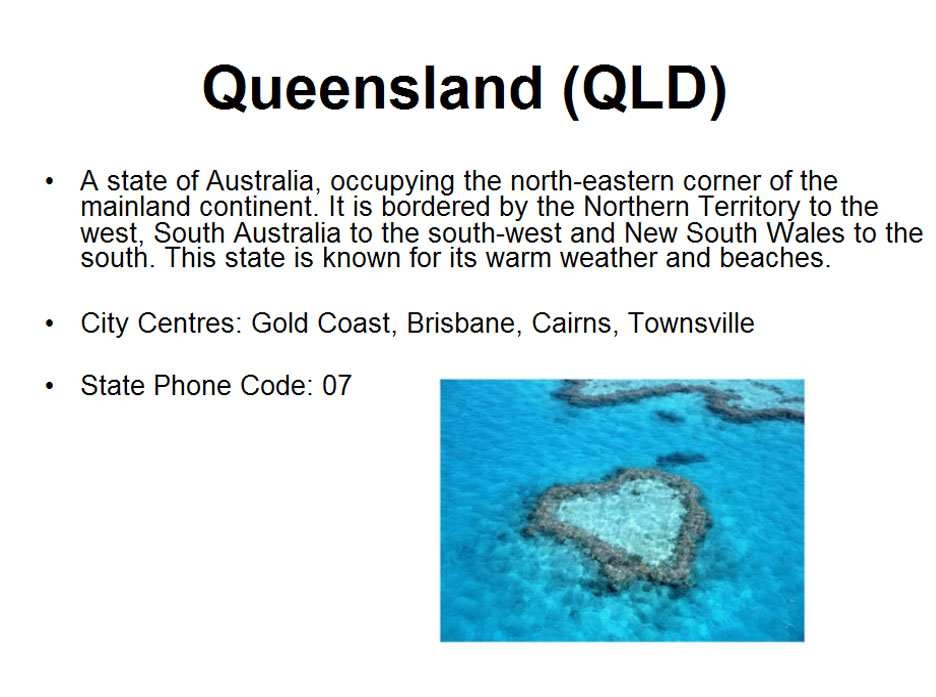 Queensland (QLD)
• A state of Australia, occupying the north-eastern corner of the
mainland continent. It is bordered by the Northern Territory to the
west, South Australia to the south-west and New South Wales to the
south. This state is known for its warm weather and beaches.
• City Centres: Gold Coast, Brisbane, Cairns, Townsville
• State Phone Code: 07